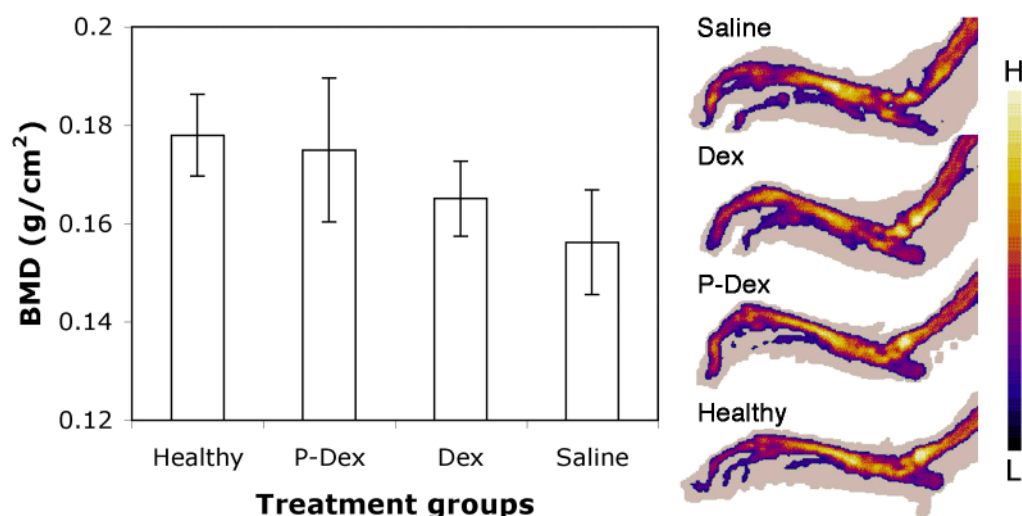 0.2
0.18
0.16
0.14
0.12
BMD (g/cm²)
Healthy
P-Dex
Dex
Saline
Treatment groups
Saline
Dex
P-Dex
Healthy
H
L